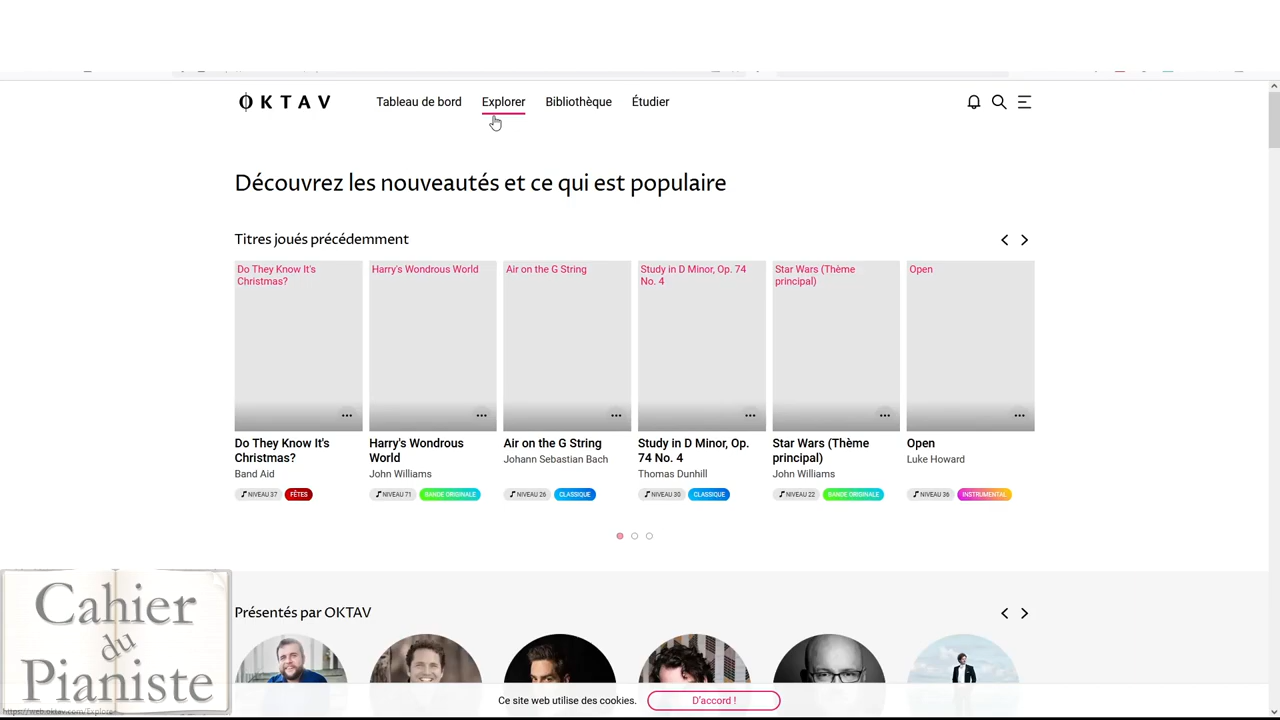 OKTAV
Tableau de bord
Explorer
Bibliothèque
Étudier
Découvrez les nouveautés et ce qui est populaire
Titres joués précédemment
Do They Know It's
Christmas?
Harry's Wondrous World
Air on the G String
Study in D Minor, Op. 74
No. 4
Star Wars (Thème
principal)
Open
Do They Know It's
Christmas?
Band Aid
NIVEAU 37
FÊTES
Harry's Wondrous
World
John Williams
NIVEAU 71
BANDE ORIGINALE
Air on the G String
Johann Sebastian Bach
NIVEAU 26
CLASSIQUE
Study in D Minor, Op.
74 No. 4
Thomas Dunhill
NIVEAU 30
CLASSIQUE
Star Wars (Thème
principal)
John Williams
NIVEAU 22
BANDE ORIGINALE
Open
Luke Howard
NIVEAU 36
INSTRUMENTAL
Présentés par OKTAV
Cahier
du
Pianiste
Ce site web utilise des cookies.
D'accord !
https://web.oktav.com/Explore